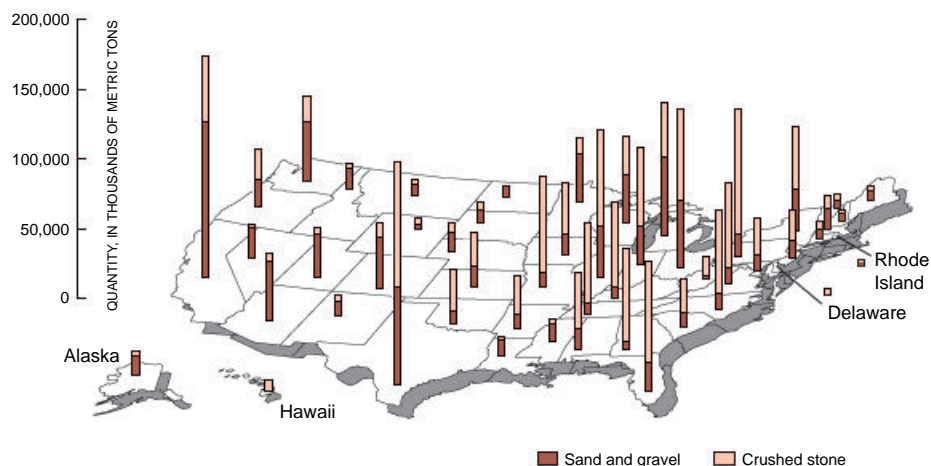 200,000
150,000
100,000
50,000
0
QUANTITY, IN THOUSANDS OF METRIC TONS
Alaska
Hawaii
Rhode
Island
Delaware
Sand and gravel
Crushed stone